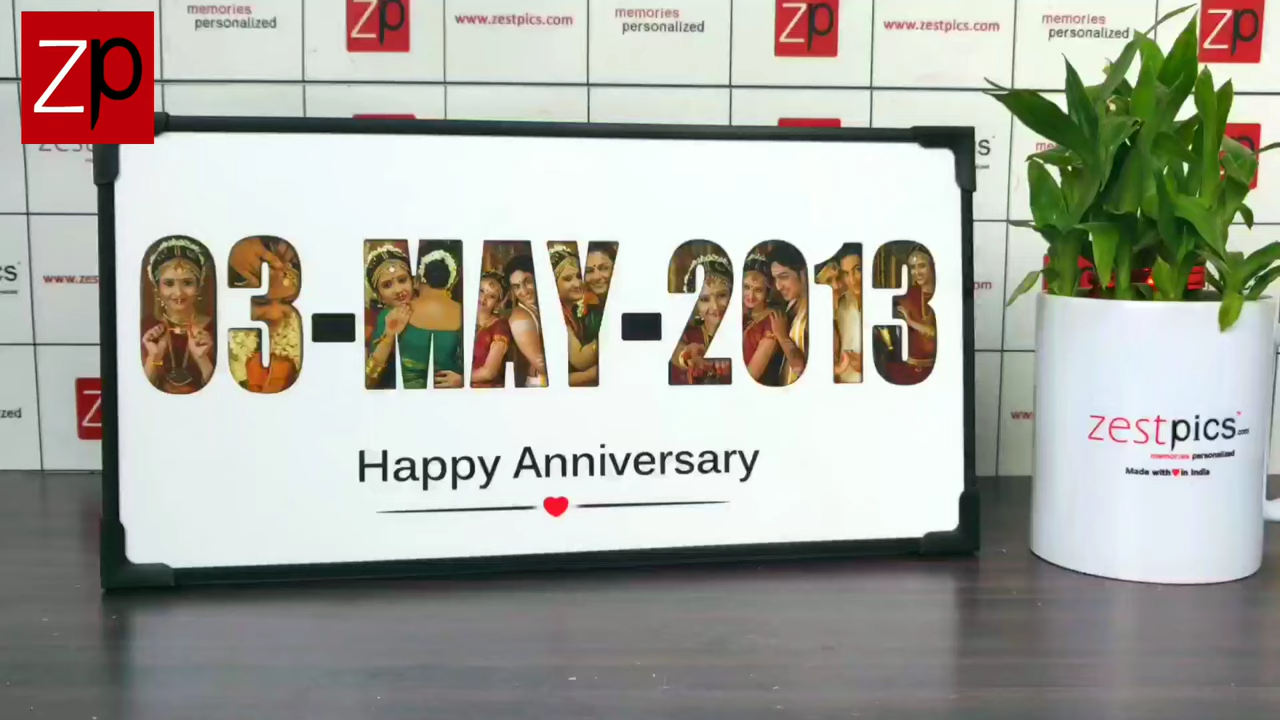 memories
personalized
zp
www.zestpics.com
memories
personalized
zp
www.zestpics.com
memories
personalized
zp
zp
03-MAY-2013
Happy Anniversary
zestpics.com
memories personalized
Made with in India